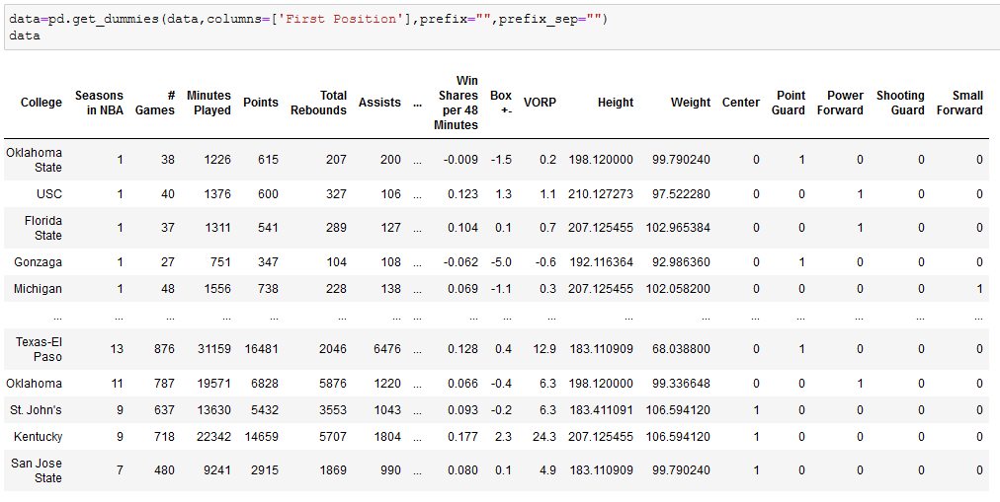 data=pd.get_dummies(data,columns=['First Position'],prefix="",prefix_sep="")
data
College Seasons in NBA # Games Minutes Played Points Total Rebounds Assists ... Win Shares per 48 Minutes Box +- VORP Height Weight Center Point Guard Power Forward Shooting Guard Small Forward
Oklahoma State 1 38 1226 615 207 200 ... -0.009 -1.5 0.2 198.120000 99.790240 0 1 0 0 0
USC 1 40 1376 600 327 106 ... 0.123 1.3 1.1 210.127273 97.522280 0 0 1 0 0
Florida State 1 37 1311 541 289 127 ... 0.104 0.1 0.7 207.125455 102.965384 0 0 1 0 0
Gonzaga 1 27 751 347 104 108 ... -0.062 -5.0 -0.6 192.116364 92.986360 0 1 0 0 0
Michigan 1 48 1556 738 228 138 ... 0.069 -1.1 0.3 207.125455 102.058200 0 0 0 0 1
... ... ... ... ... ... ... ... ... ... ... ... ... ... ... ... ... ...
Texas-El Paso 13 876 31159 16481 2046 6476 ... 0.128 0.4 12.9 183.110909 68.038800 0 1 0 0 0
Oklahoma 11 787 19571 6828 5876 1220 ... 0.066 -0.4 6.3 198.120000 99.336648 0 0 1 0 0
St. John's 9 637 13630 5432 3553 1043 ... 0.093 -0.2 6.3 183.411091 106.594120 1 0 0 0 0
Kentucky 9 718 22342 14659 5707 1804 ... 0.177 2.3 24.3 207.125455 106.594120 1 0 0 0 0
San Jose State 7 480 9241 2915 1869 990 ... 0.080 0.1 4.9 183.110909 99.790240 1 0 0 0 0